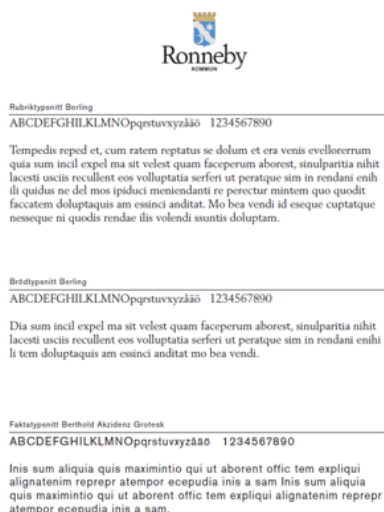 Ronneby
KOMMUN
Rubriktypsnitt Berling
ABCDEFGHILKLMNOpqrstuvxyzåäö 1234567890
Tempedis reped et, cum ratem reptatus se dolum et era venis evellorerrum
quia sum incil expel ma sit velest quam faceperum aborest, sinulparitia nihit
lacesti usciis recullent eos volluptatia serferi ut peratque sim in rendani enih
ili quidus ne del mos ipiduci meniendanti re perectur mintem quo quodit
faccatem doluptaquis am essinci anditat. Mo bea vendi id eseque cuptatque
nesseque ni quodis rendae ilis volendi ssuntis doluptam.
Brödtypsnitt Berling
ABCDEFGHILKLMNOpqrstuvxyzåäö 1234567890
Dia sum incil expel ma sit velest quam faceperum aborest, sinulparitia nihit
lacesti usciis recullent eos volluptatia serferi ut peratque sim in rendani enihi
li tem doluptaquis am essinci anditat mo bea vendi.
Faktatypsnitt Berthold Akzidenz Grotesk
ABCDEFGHILKLMNOpqrstuvxyzåäö 1234567890
Inis sum aliquia quis maximintio qui ut aborent offic tem expliqui
alignatenim reprepr atempor ecepudia inis a sam Inis sum aliquia
quis maximintio qui ut aborent offic tem expliqui alignatenim reprepr
atempor ecepudia inis a sam.